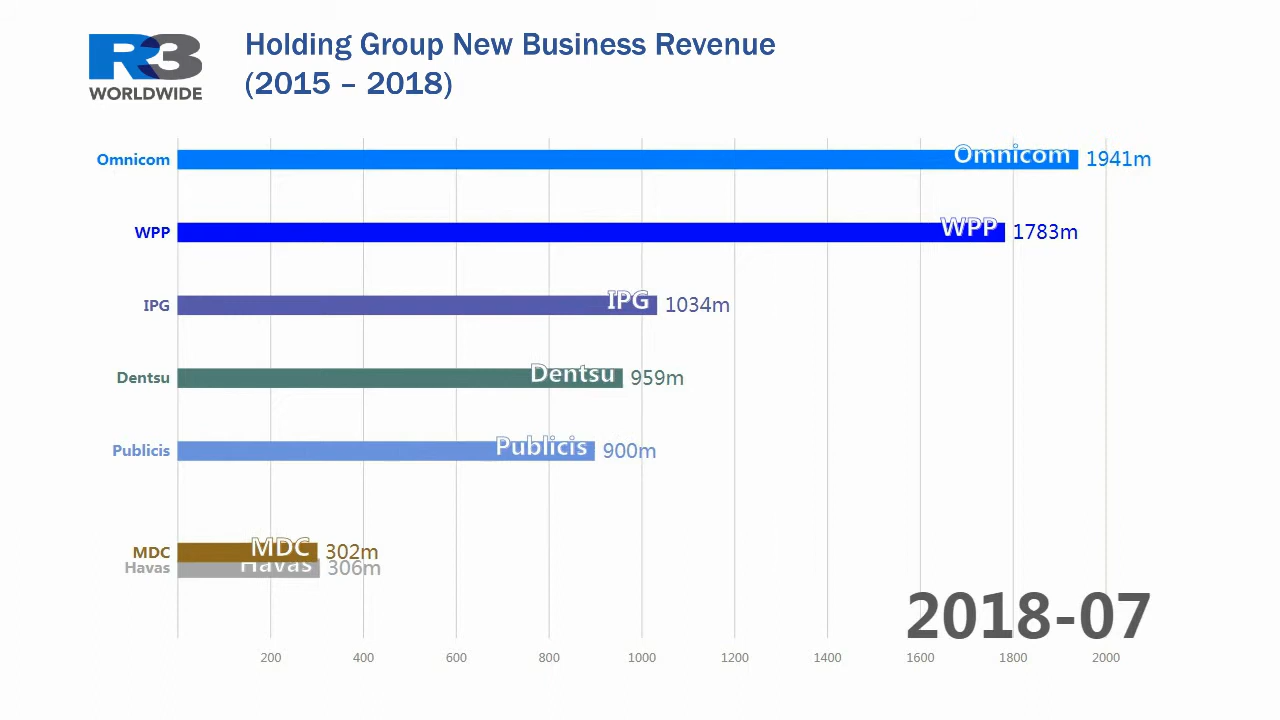 R3
WORLDWIDE
Holding Group New Business Revenue
(2015 – 2018)
Omnicom Omnicom 1941m
WPP WPP 1783m
IPG IPG 1034m
Dentsu Dentsu 959m
Publicis Publicis 900m
MDC MDC 302m
Havas Havas 306m
2018-07
200 400 600 800 1000 1200 1400 1600 1800 2000